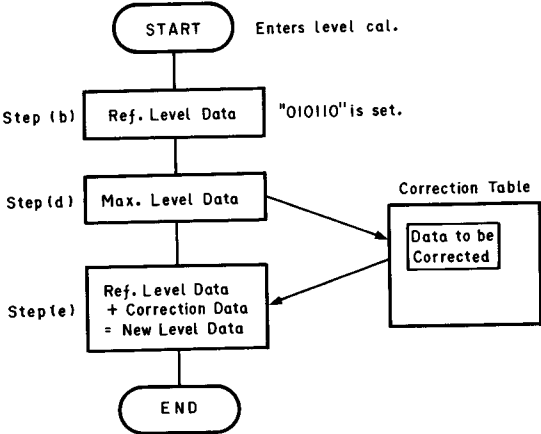 START
Enters level cal.
Step (b)
Ref. Level Data
"010110" is set.
Step (d)
Max. Level Data
Correction Table
Data to be
Corrected
Step (e)
Ref. Level Data
+ Correction Data
= New Level Data
END